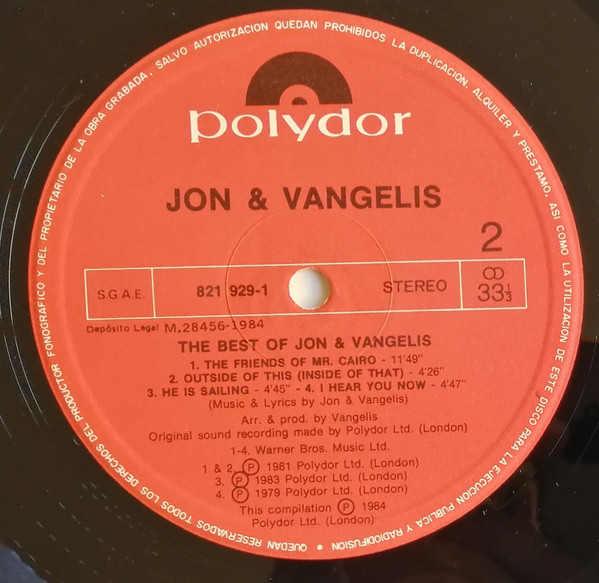 QUEDAN RESERVADOS TODOS LOS DERECHOS DEL PRODUCTOR FONOGRAFICO Y DEL PROPIETARIO DE LA OBRA GRABADA, SALVO AUTORIZACION QUEDAN PROHIBIDOS LA DUPLICACION, ALQUILER Y PRESTAMO, ASI COMO LA UTILIZACION DE ESTE DISCO PARA LA EJECUCION PUBLICA Y RADIODIFUSION •
polydor
JON & VANGELIS
2
S.G.A.E. 821 929-1 STEREO 33⅓
Depósito Legal M.28456-1984
THE BEST OF JON & VANGELIS
1. THE FRIENDS OF MR. CAIRO - 11'49"
2. OUTSIDE OF THIS (INSIDE OF THAT) - 4'26"
3. HE IS SAILING - 4'45" - 4. I HEAR YOU NOW - 4'47"
(Music & Lyrics by Jon & Vangelis)
Arr. & prod. by Vangelis
Original sound recording made by Polydor Ltd. (London)
1-4. Warner Bros. Music Ltd.
1 & 2. Ⓟ 1981 Polydor Ltd. (London)
3. Ⓟ 1983 Polydor Ltd. (London)
4. Ⓟ 1979 Polydor Ltd. (London)
This compilation Ⓟ 1984
Polydor Ltd. (London)